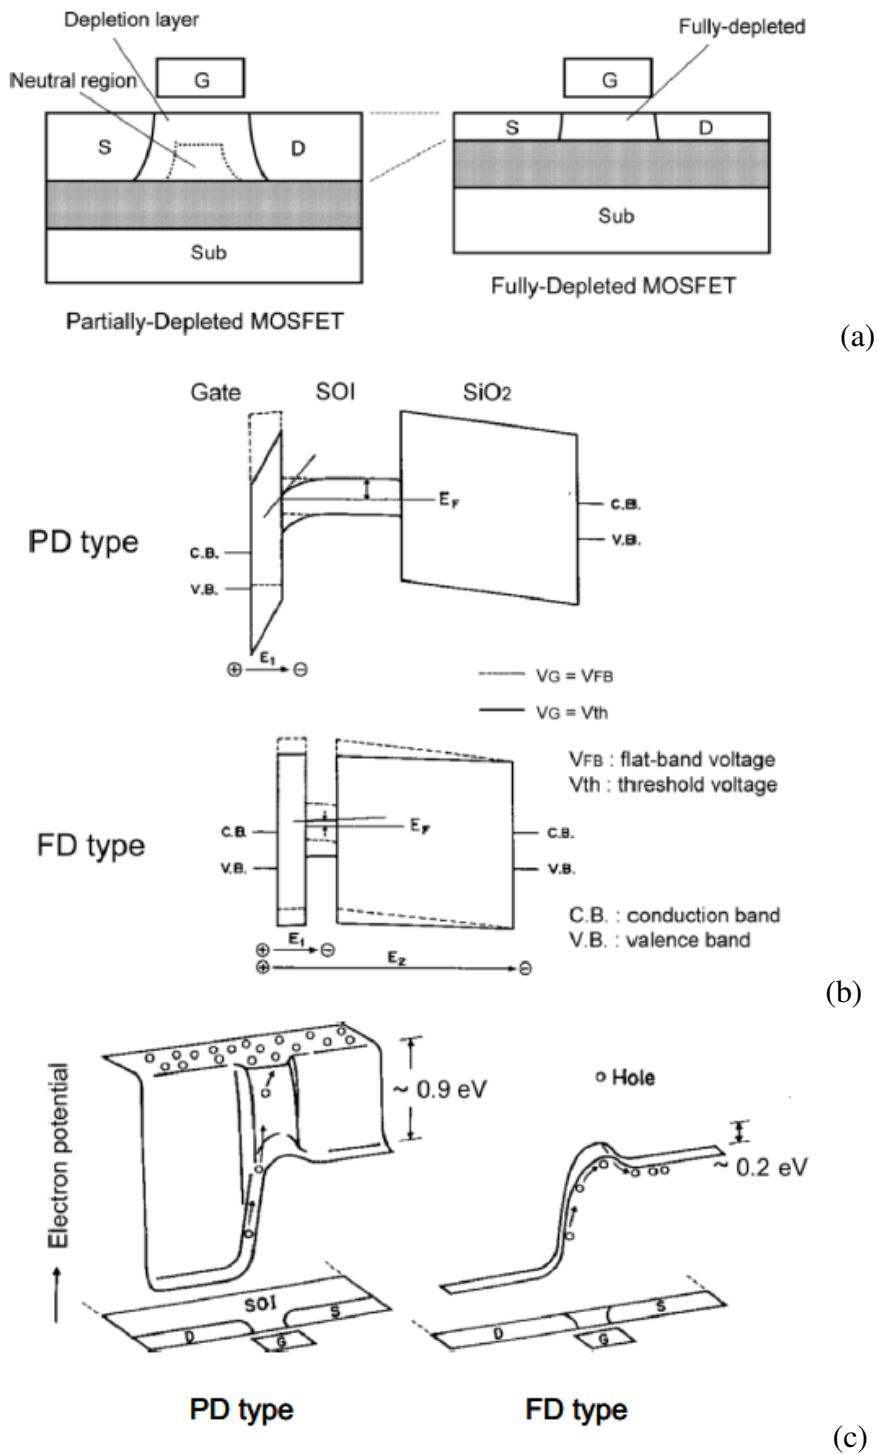 Depletion layer
Fully-depleted
Neutral region
G
G
S
D
S
D
Sub
Sub
Partially-Depleted MOSFET
Fully-Depleted MOSFET
(a)
Gate SOI SiO2
PD type
EF
C.B.
V.B.
C.B.
V.B.
⊕ E1 ⊖
VG = VFB
VG = Vth
VFB : flat-band voltage
Vth : threshold voltage
FD type
EF
C.B.
V.B.
C.B.
V.B.
⊕ E1 ⊖
⊕ E2 ⊖
C.B. : conduction band
V.B. : valence band
(b)
Electron potential
~ 0.9 eV
Hole
~ 0.2 eV
SOI
D
S
G
D
S
G
PD type
FD type
(c)